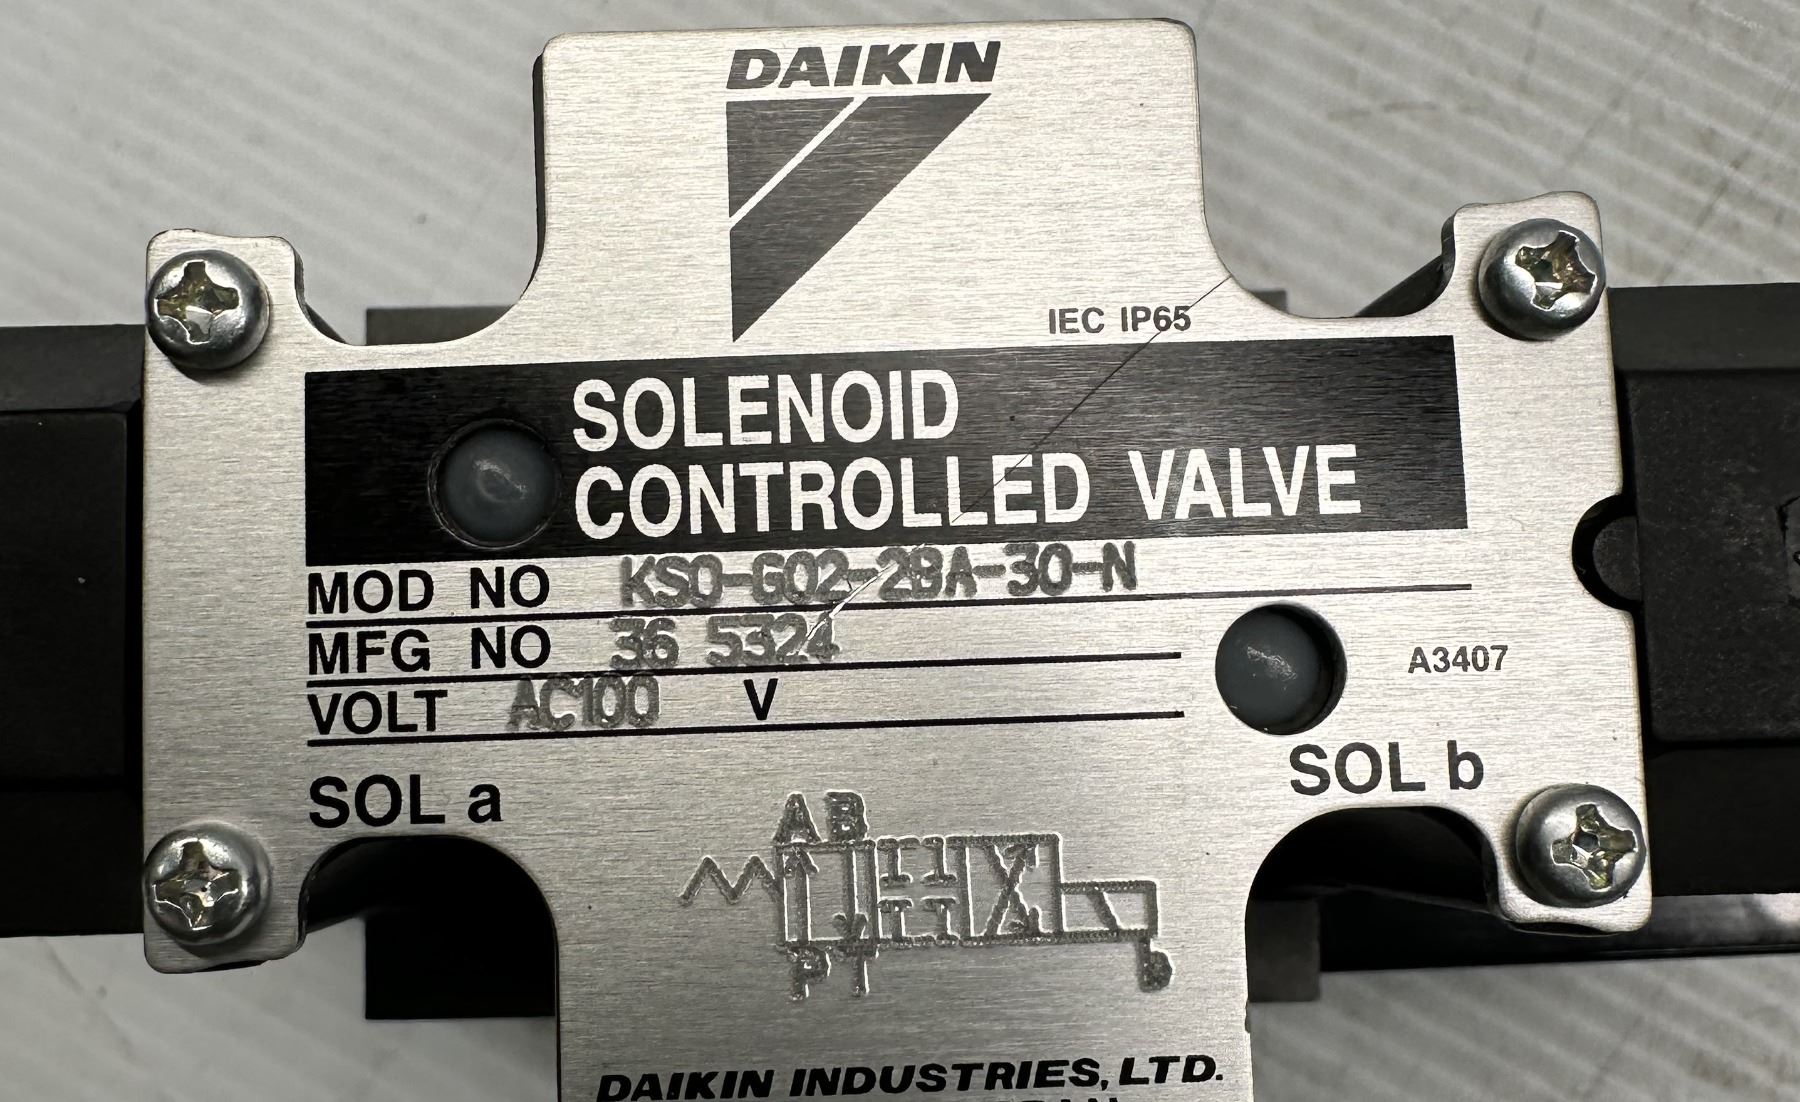 DAIKIN
IEC IP65
SOLENOID
CONTROLLED VALVE
MOD NO KSO-G02-2BA-30-N
MFG NO 36 5324
VOLT AC100 V
A3407
SOL a
SOL b
A B
P T
b
DAIKIN INDUSTRIES, LTD.